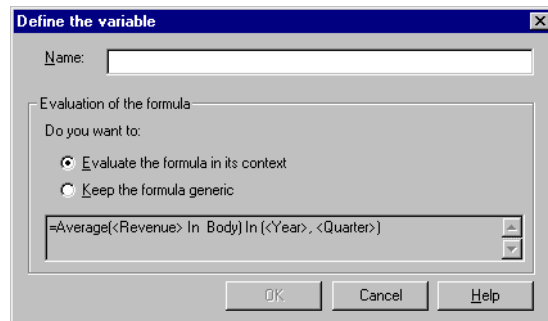 Define the variable
Name:
Evaluation of the formula
Do you want to:
Evaluate the formula in its context
Keep the formula generic
=Average(<Revenue> In Body) In (<Year>, <Quarter>)
OK Cancel Help